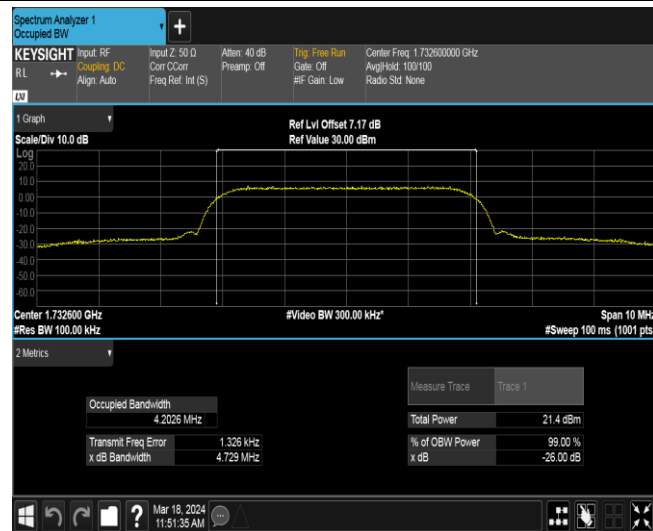 Spectrum Analyzer 1
Occupied BW
+
KEYSIGHT
RL
LXI
Input: RF
Coupling: DC
Align: Auto
Input Z: 50 Ω
Corr CCorr
Freq Ref: Int (S)
Atten: 40 dB
Preamp: Off
Trig: Free Run
Gate: Off
#IF Gain: Low
Center Freq: 1.732600000 GHz
Avg|Hold: 100/100
Radio Std: None
1 Graph
Scale/Div 10.0 dB
Ref Lvl Offset 7.17 dB
Ref Value 30.00 dBm
Log
20.0
10.0
0.00
-10.0
-20.0
-30.0
-40.0
-50.0
-60.0
Center 1.732600 GHz
#Res BW 100.00 kHz
#Video BW 300.00 kHz*
Span 10 MHz
#Sweep 100 ms (1001 pts)
2 Metrics
Measure Trace Trace 1
Occupied Bandwidth
4.2026 MHz
Total Power 21.4 dBm
Transmit Freq Error 1.326 kHz
% of OBW Power 99.00 %
x dB Bandwidth 4.729 MHz
x dB -26.00 dB
?
Mar 18, 2024
11:51:35 AM